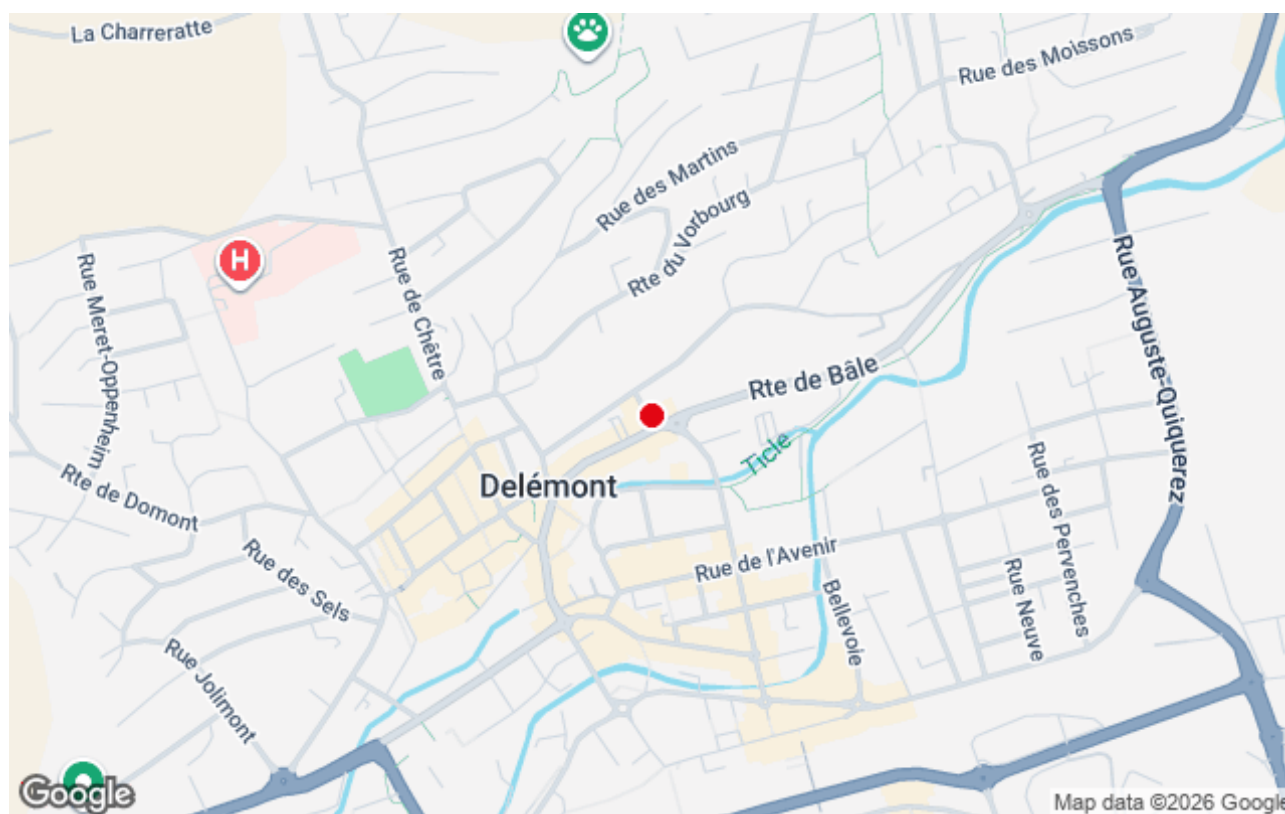 La Charreratte
Rue des Moissons
Rue des Martins
Rte du Vorbourg
H
Rue de Chêtre
Rue Meret-Oppenheim
Rue Auguste-Quiquerez
Rte de Bâle
Ticle
Delémont
Rte de Domont
Rue des Pervenches
Rue des Sels
Rue de l'Avenir
Rue Neuve
Bellevoie
Rue Jolimont
Google
Map data ©2026 Google